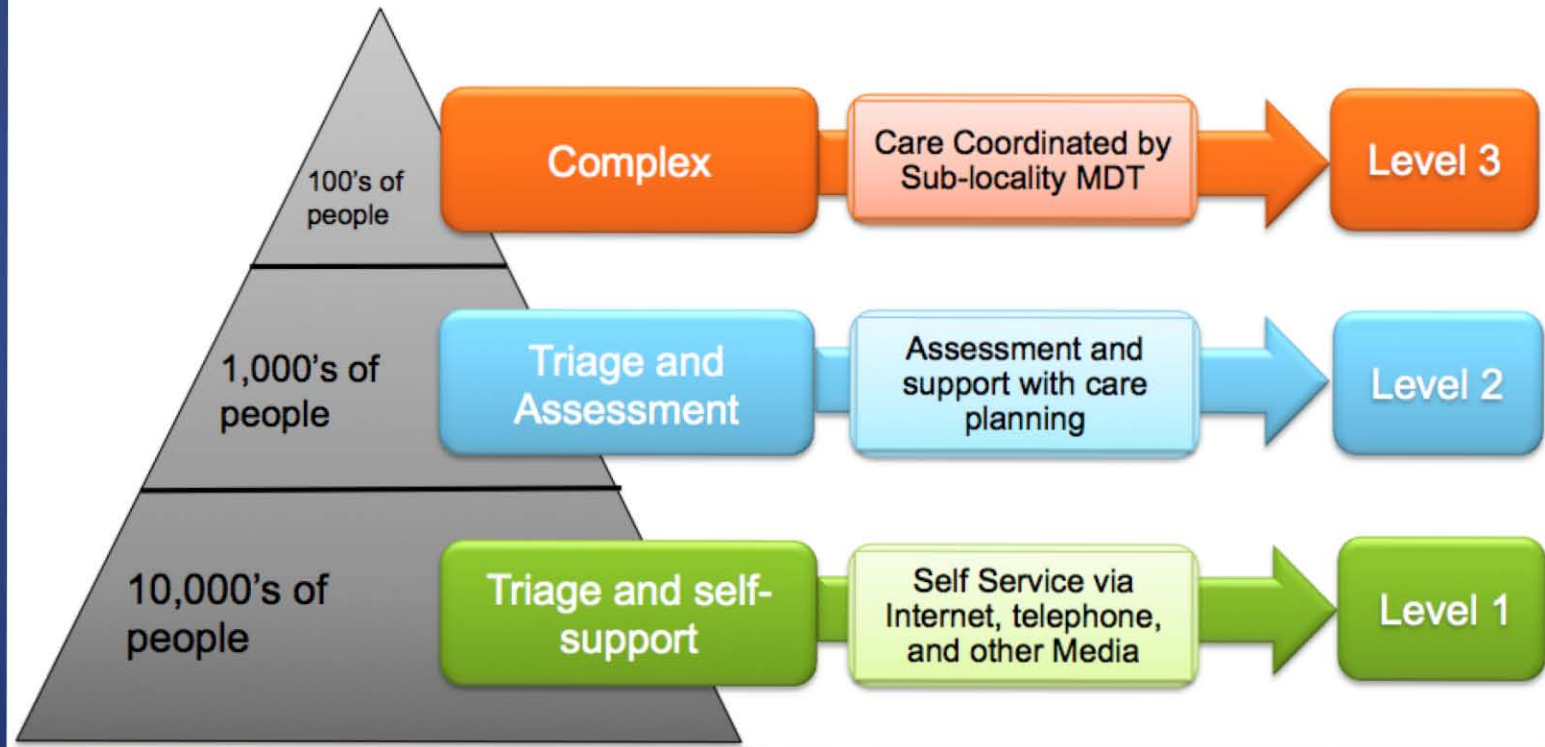 100's of
people
Complex
Care Coordinated by
Sub-locality MDT
Level 3
1,000's of
people
Triage and
Assessment
Assessment and
support with care
planning
Level 2
10,000's of
people
Triage and self-
support
Self Service via
Internet, telephone,
and other Media
Level 1